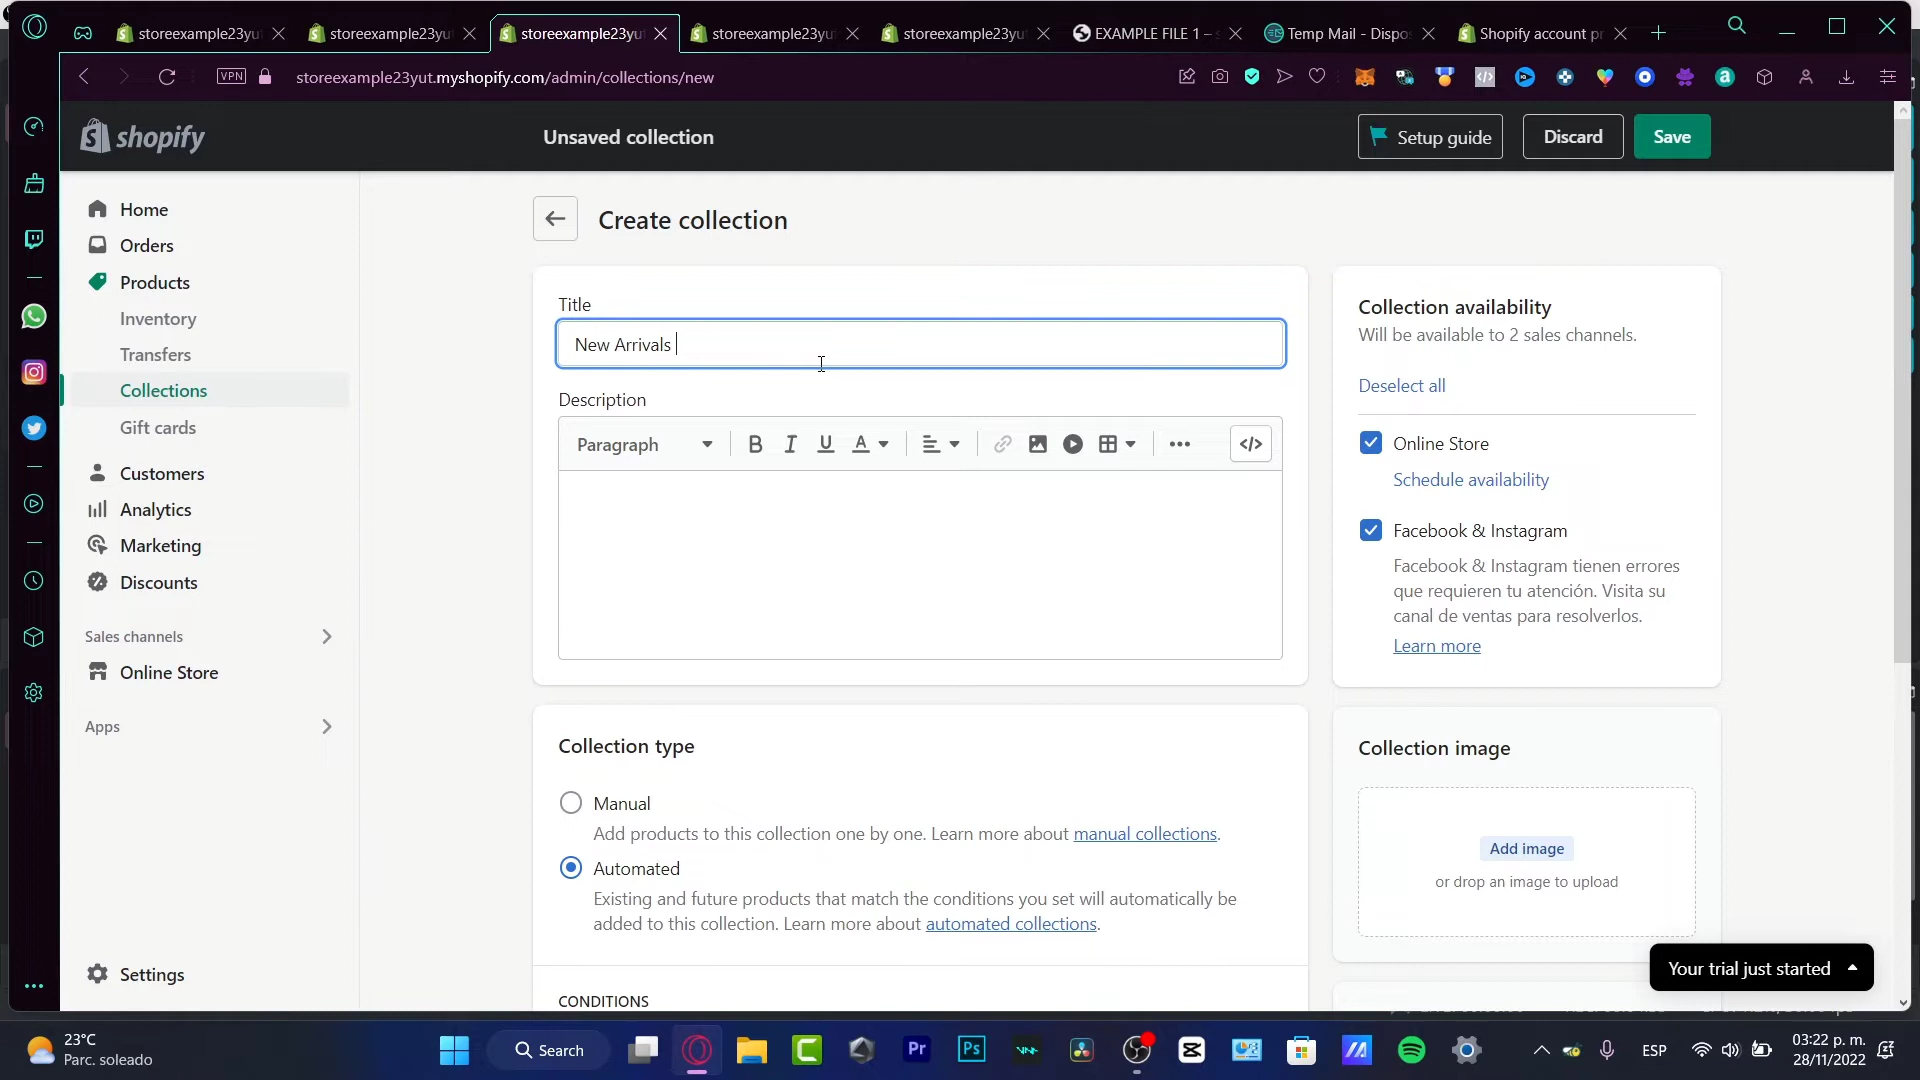 storeexample23yu
storeexample23yu
storeexample23yu
storeexample23yu
storeexample23yu
EXAMPLE FILE 1 –
Temp Mail - Dispos
Shopify account pr
VPN
storeexample23yut.myshopify.com/admin/collections/new
shopify
Unsaved collection
Setup guide
Discard
Save
Home
Orders
Products
Inventory
Transfers
Collections
Gift cards
Customers
Analytics
Marketing
Discounts
Sales channels
Online Store
Apps
Settings
Create collection
Title
New Arrivals
Description
Paragraph
B I U A
Collection type
Manual
Add products to this collection one by one. Learn more about manual collections.
Automated
Existing and future products that match the conditions you set will automatically be
added to this collection. Learn more about automated collections.
CONDITIONS
Collection availability
Will be available to 2 sales channels.
Deselect all
Online Store
Schedule availability
Facebook & Instagram
Facebook & Instagram tienen errores
que requieren tu atención. Visita su
canal de ventas para resolverlos.
Learn more
Collection image
Add image
or drop an image to upload
Your trial just started
23°C
Parc. soleado
Search
Pr
Ps
ESP
03:22 p. m.
28/11/2022